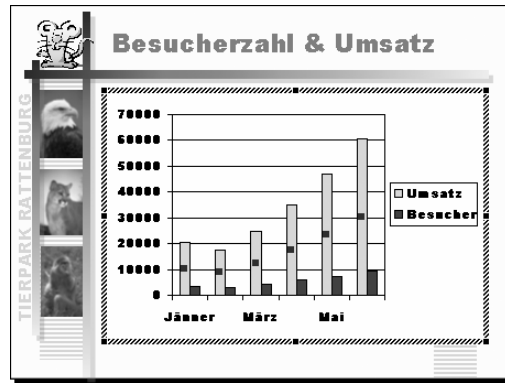 Besucherzahl & Umsatz
TIERPARK RATTENBURG
70000
60000
50000
40000
30000
20000
10000
0
Jänner März Mai
Umsatz
Besucher